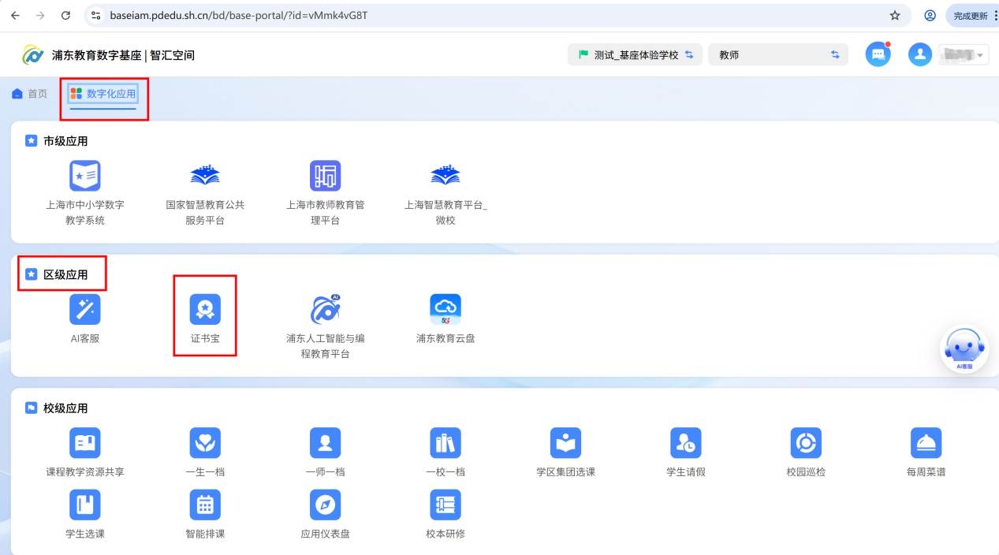 baseiam.pdedu.sh.cn/bd/base-portal/?id=vMmk4vG8T
完成更新
浦东教育数字基座 | 智汇空间
测试_基座体验学校
教师
首页
数字化应用
市级应用
上海市中小学数字
教学系统
国家智慧教育公共
服务平台
上海市教师教育管
理平台
上海智慧教育平台_
微校
区级应用
AI客服
证书宝
AI
浦东人工智能与编
程教育平台
5G
浦东教育云盘
AI客服
校级应用
课程教学资源共享
一生一档
一师一档
一校一档
学区集团选课
学生请假
校园巡检
每周菜谱
学生选课
智能排课
应用仪表盘
校本研修